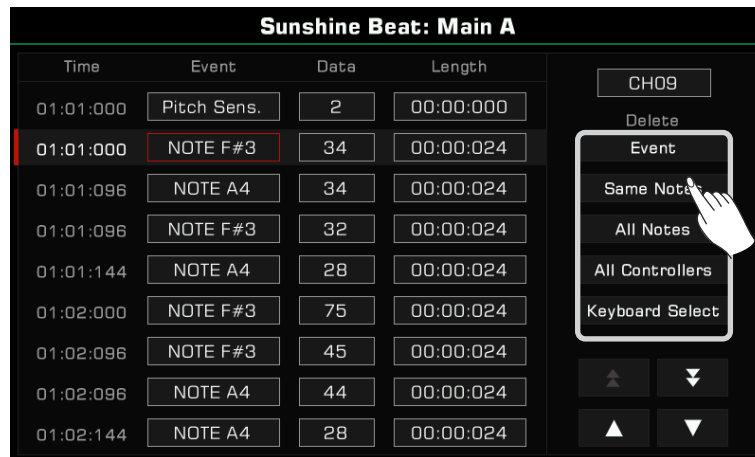 Sunshine Beat: Main A
Time Event Data Length
01:01:000 Pitch Sens. 2 00:00:000
01:01:000 NOTE F#3 34 00:00:024
01:01:096 NOTE A4 34 00:00:024
01:01:096 NOTE F#3 32 00:00:024
01:01:144 NOTE A4 28 00:00:024
01:02:000 NOTE F#3 75 00:00:024
01:02:096 NOTE F#3 45 00:00:024
01:02:096 NOTE A4 44 00:00:024
01:02:144 NOTE A4 28 00:00:024
CH09
Delete
Event
Same Notes
All Notes
All Controllers
Keyboard Select